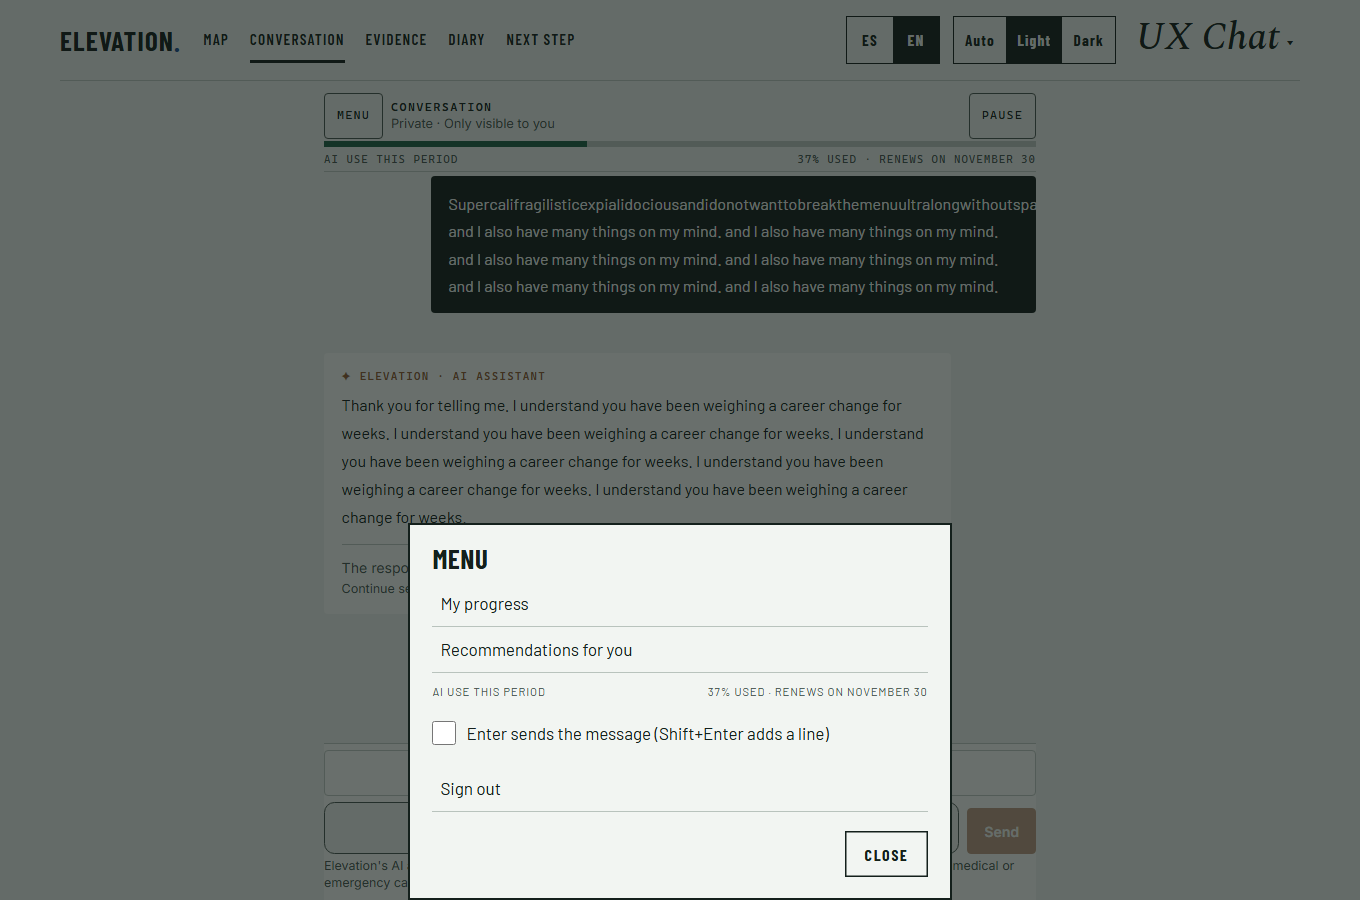 ELEVATION.
MAP
CONVERSATION
EVIDENCE
DIARY
NEXT STEP
ES
EN
Auto
Light
Dark
UX Chat
MENU
CONVERSATION
Private · Only visible to you
PAUSE
AI USE THIS PERIOD
37% USED · RENEWS ON NOVEMBER 30
Supercalifragilisticexpialidociousandidonotwanttobreakthemenuultralongwithoutspa
and I also have many things on my mind. and I also have many things on my mind.
and I also have many things on my mind. and I also have many things on my mind.
and I also have many things on my mind. and I also have many things on my mind.
✦ ELEVATION · AI ASSISTANT
Thank you for telling me. I understand you have been weighing a career change for
weeks. I understand you have been weighing a career change for weeks. I understand
you have been weighing a career change for weeks. I understand you have been
weighing a career change for weeks. I understand you have been weighing a career
change for weeks.
The respo
Continue se
MENU
My progress
Recommendations for you
AI USE THIS PERIOD
37% USED · RENEWS ON NOVEMBER 30
Enter sends the message (Shift+Enter adds a line)
Sign out
CLOSE
Send
Elevation's AI
medical or
emergency ca